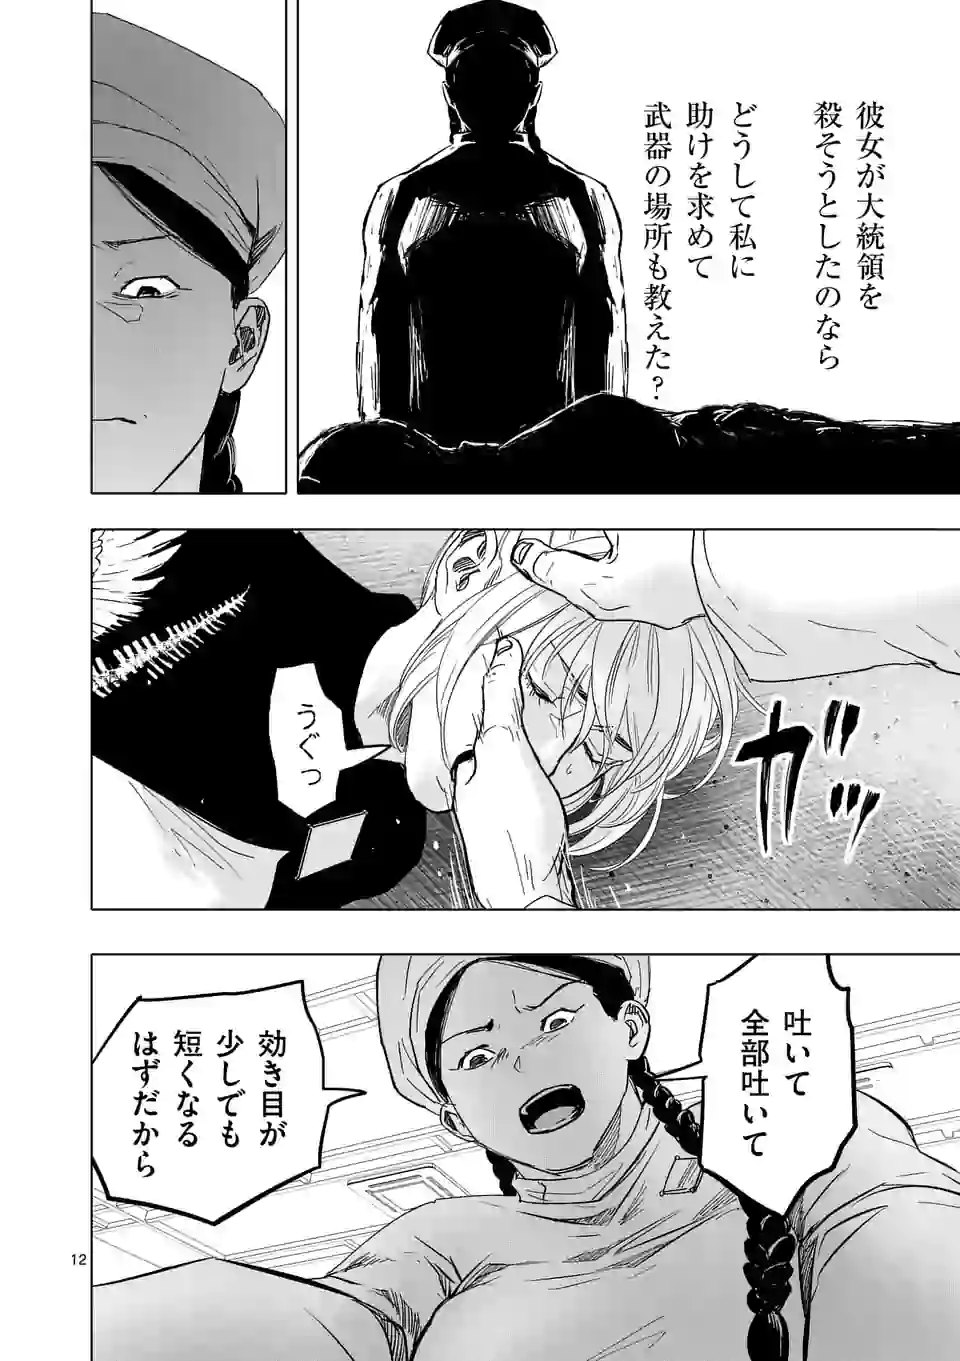 彼女が大統領を
殺そうとしたのなら
どうして私に
助けを求めて
武器の場所も教えた?
うぐっ
ガッ
吐いて
全部吐いて
効き目が
少しでも
短くなる
はずだから
12